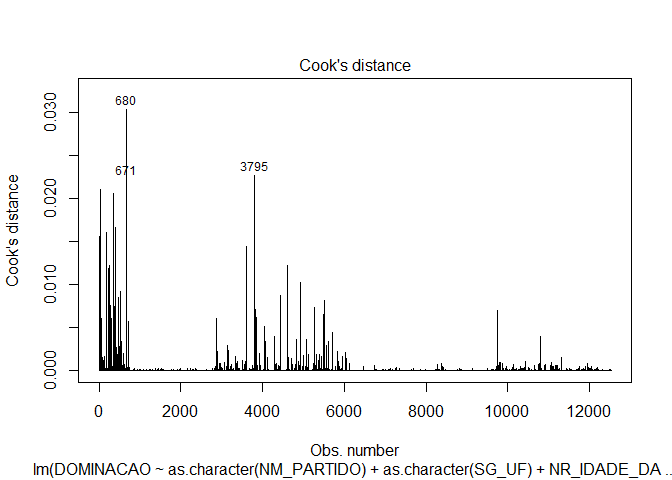 Cook's distance
Cook's distance
0.000 0.010 0.020 0.030
680
671
3795
0 2000 4000 6000 8000 10000 12000
Obs. number
lm(DOMINACAO ~ as.character(NM_PARTIDO) + as.character(SG_UF) + NR_IDADE_DA ..